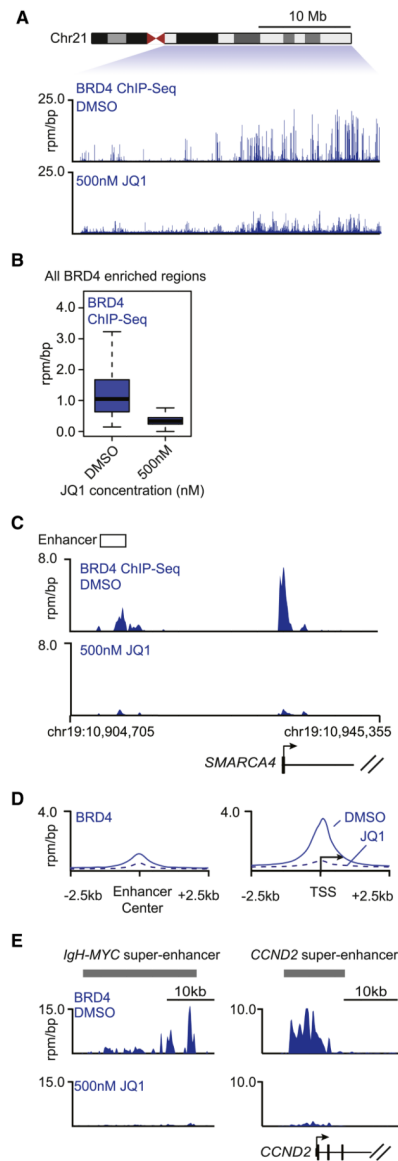 A
10 Mb
Chr21
BRD4 ChIP-Seq
DMSO
25.0
rpm/bp
500nM JQ1
25.0
B
All BRD4 enriched regions
BRD4
ChIP-Seq
4.0
3.0
2.0
1.0
0.0
rpm/bp
DMSO
500nM
JQ1 concentration (nM)
C
Enhancer
8.0
BRD4 ChIP-Seq
DMSO
rpm/bp
8.0
500nM JQ1
chr19:10,904,705
chr19:10,945,355
SMARCA4
D
4.0
BRD4
rpm/bp
-2.5kb
Enhancer
Center
+2.5kb
4.0
DMSO
JQ1
-2.5kb
TSS
+2.5kb
E
IgH-MYC super-enhancer
CCND2 super-enhancer
10kb
10kb
15.0
BRD4
DMSO
rpm/bp
10.0
15.0
500nM JQ1
10.0
CCND2